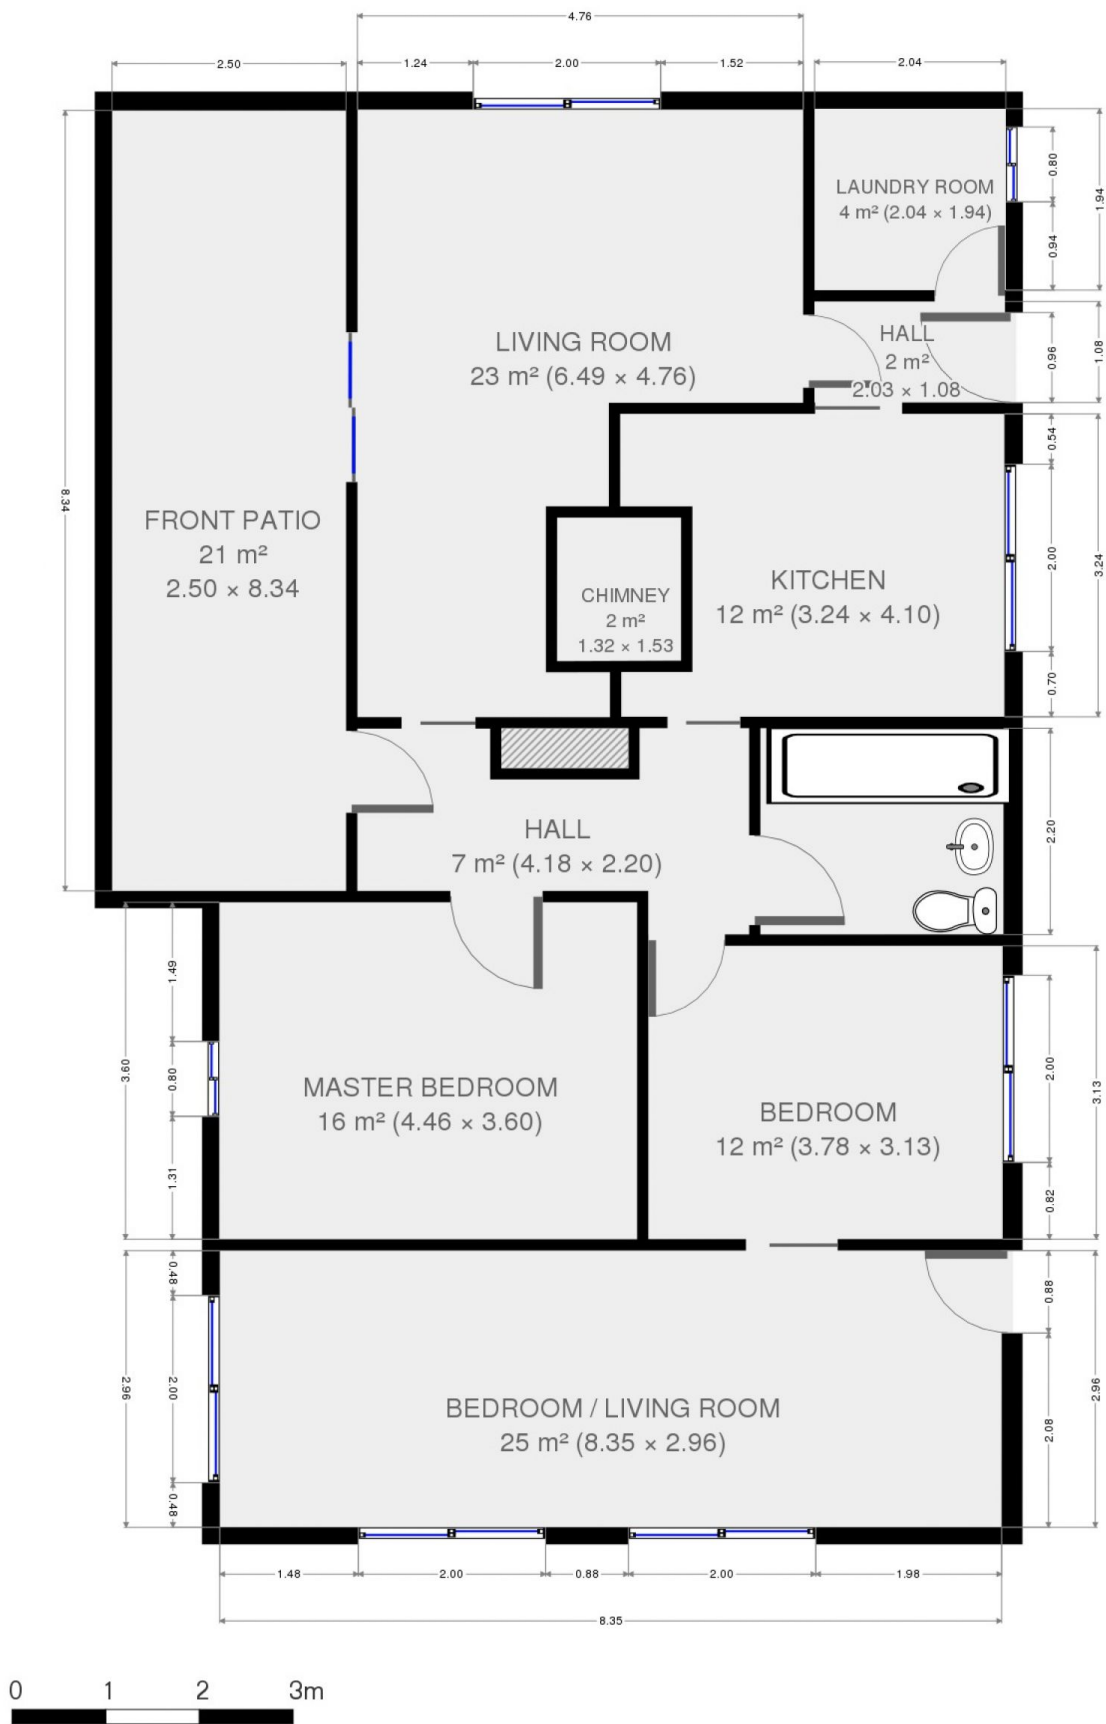 4.76
2.50
1.24
2.00
1.52
2.04
LAUNDRY ROOM
4 m² (2.04 × 1.94)
0.80
1.94
0.94
LIVING ROOM
23 m² (6.49 × 4.76)
HALL
2 m²
2.03 × 1.08
0.96
1.08
0.54
8.34
FRONT PATIO
21 m²
2.50 × 8.34
CHIMNEY
2 m²
1.32 × 1.53
KITCHEN
12 m² (3.24 × 4.10)
2.00
3.24
0.70
HALL
7 m² (4.18 × 2.20)
2.20
1.49
3.60
0.80
1.31
MASTER BEDROOM
16 m² (4.46 × 3.60)
BEDROOM
12 m² (3.78 × 3.13)
2.00
3.13
0.82
0.48
2.96
2.00
0.48
BEDROOM / LIVING ROOM
25 m² (8.35 × 2.96)
0.88
2.96
2.08
1.48
2.00
0.88
2.00
1.98
8.35
0 1 2 3m